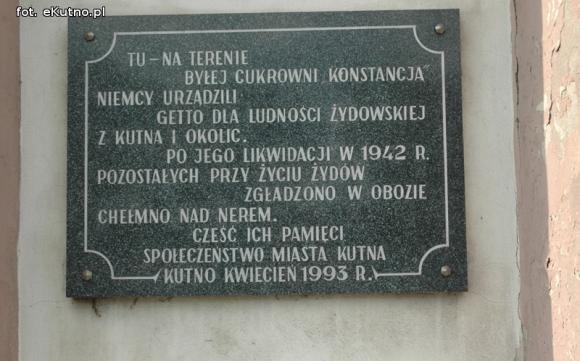 fot. eKutno.pl
TU – NA TERENIE
BYŁEJ CUKROWNI KONSTANCJA"
NIEMCY URZĄDZILI
GETTO DLA LUDNOŚCI ŻYDOWSKIEJ
Z KUTNA I OKOLIC.
PO JEGO LIKWIDACJI W 1942 R.
POZOSTAŁYCH PRZY ŻYCIU ŻYDÓW
ZGŁADZONO W OBOZIE
CHEŁMNO NAD NEREM.
CZEŚĆ ICH PAMIĘCI
SPOŁECZEŃSTWO MIASTA KUTNA
KUTNO KWIECIEŃ 1993 R.